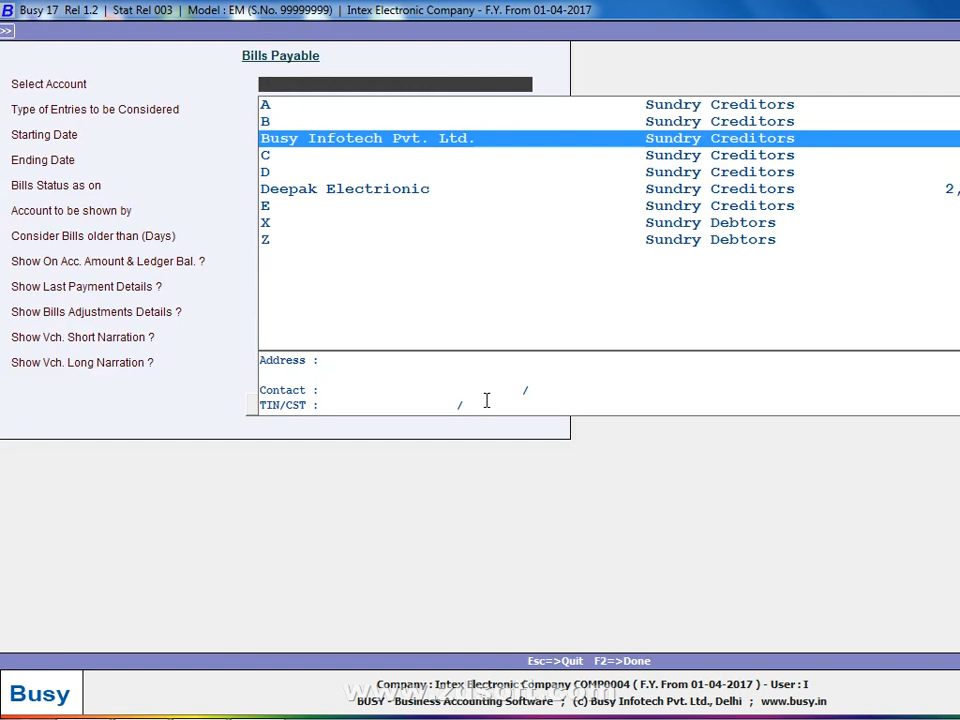 B Busy 17 Rel 1.2 | Stat Rel 003 | Model : EM (S.No. 99999999) | Intex Electronic Company - F.Y. From 01-04-2017
>>
Bills Payable
Select Account
Type of Entries to be Considered
Starting Date
Ending Date
Bills Status as on
Account to be shown by
Consider Bills older than (Days)
Show On Acc. Amount & Ledger Bal. ?
Show Last Payment Details ?
Show Bills Adjustments Details ?
Show Vch. Short Narration ?
Show Vch. Long Narration ?
A Sundry Creditors
B Sundry Creditors
Busy Infotech Pvt. Ltd. Sundry Creditors
C Sundry Creditors
D Sundry Creditors
Deepak Electrionic Sundry Creditors 2,
E Sundry Creditors
X Sundry Debtors
Z Sundry Debtors
Address :
Contact : /
TIN/CST : /
Esc=>Quit F2=>Done
Busy
Company : Intex Electronic Company COMP0004 ( F.Y. From 01-04-2017 ) - User : I
www.zdsoft.com
BUSY - Business Accounting Software ; (c) Busy Infotech Pvt. Ltd., Delhi ; www.busy.in